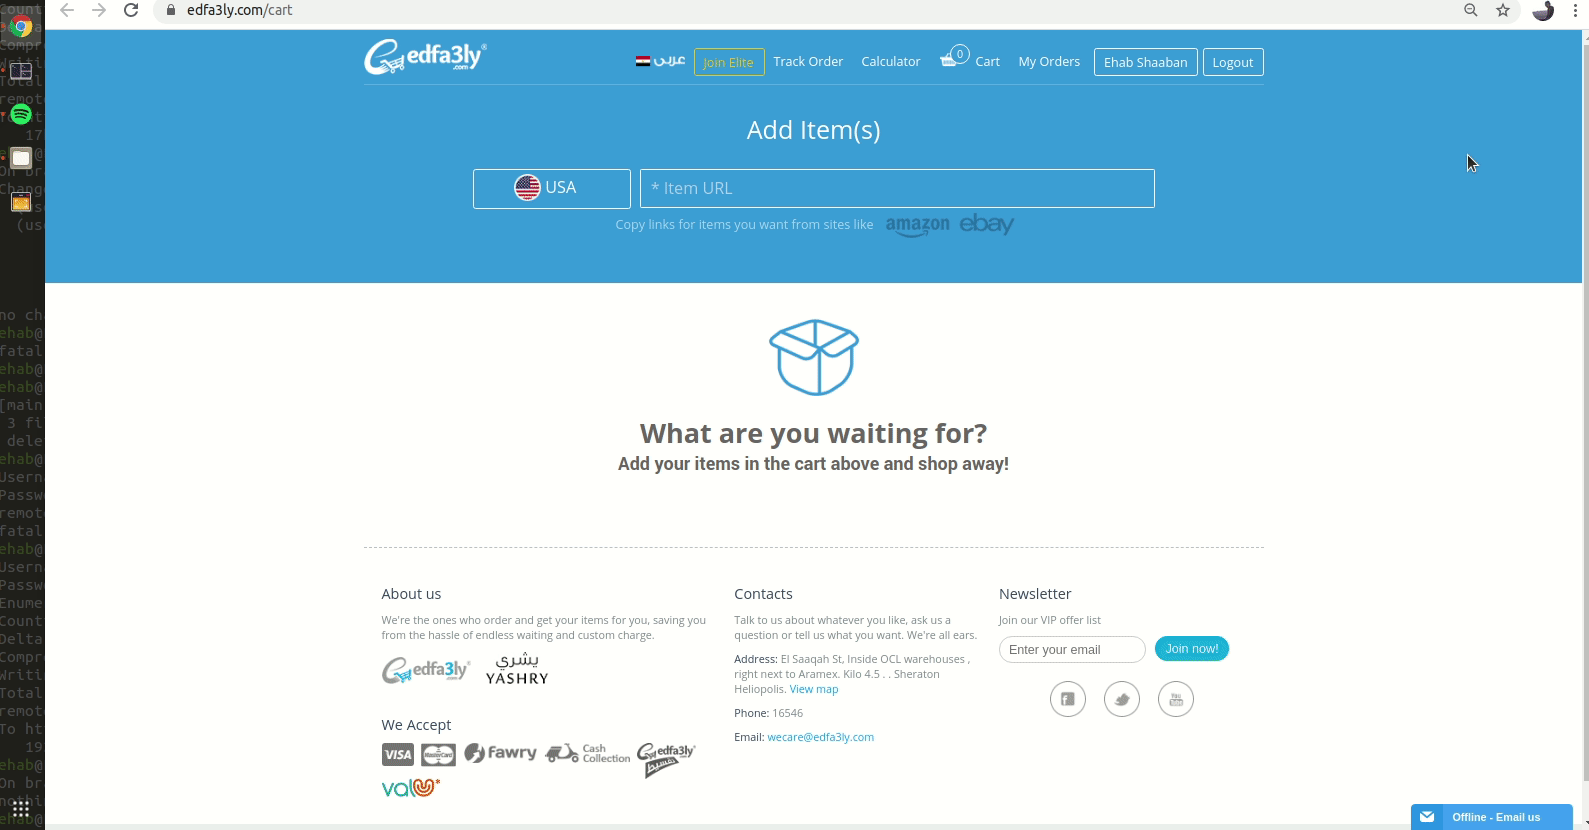 edfa3ly.com/cart
edfa3ly
.com
عربى
Join Elite
Track Order
Calculator
0
Cart
My Orders
Ehab Shaaban
Logout
Add Item(s)
USA
* Item URL
Copy links for items you want from sites like
amazon
ebay
What are you waiting for?
Add your items in the cart above and shop away!
About us
We're the ones who order and get your items for you, saving you
from the hassle of endless waiting and custom charge.
edfa3ly
يشري
YASHRY
We Accept
VISA
MasterCard
Fawry
Cash
Collection
edfa3ly
تقسيط
valU*
Contacts
Talk to us about whatever you like, ask us a
question or tell us what you want. We're all ears.
Address: El Saaqah St, Inside OCL warehouses ,
right next to Aramex. Kilo 4.5 . . Sheraton
Heliopolis. View map
Phone: 16546
Email: wecare@edfa3ly.com
Newsletter
Join our VIP offer list
Enter your email
Join now!
You
Tube
Offline - Email us